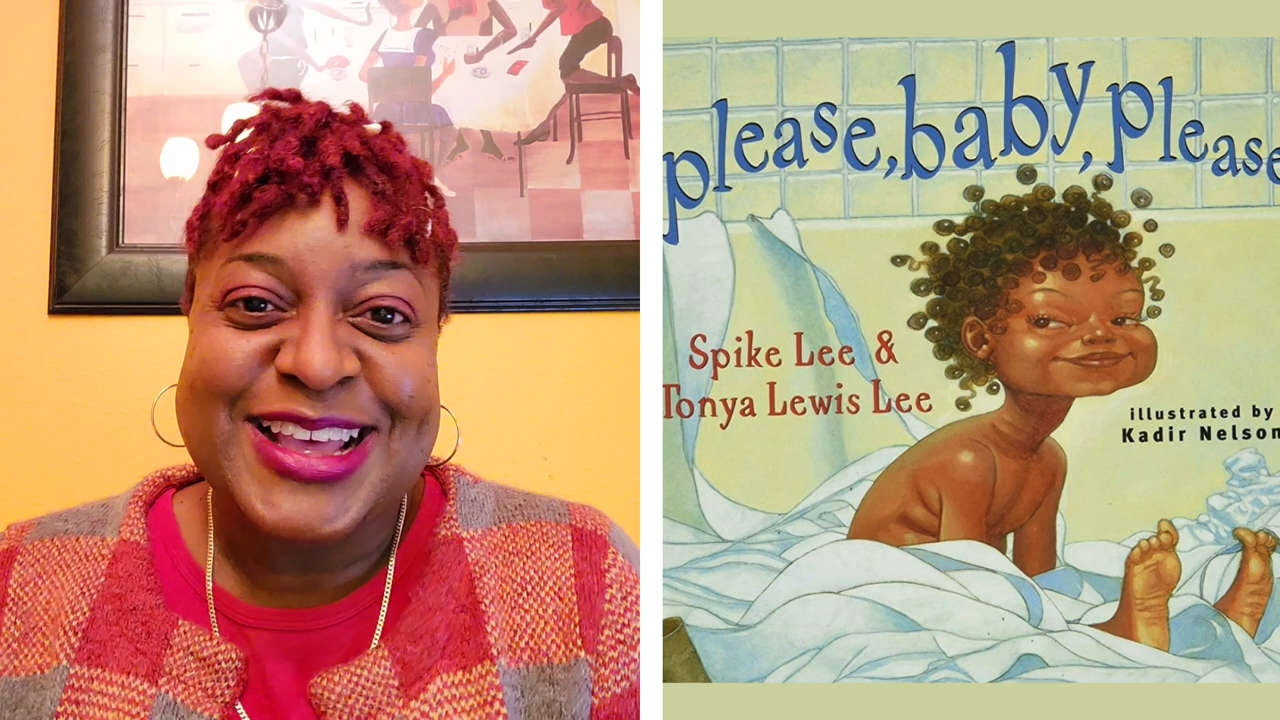 please, baby, please
Spike Lee &
Tonya Lewis Lee
illustrated by
Kadir Nelson